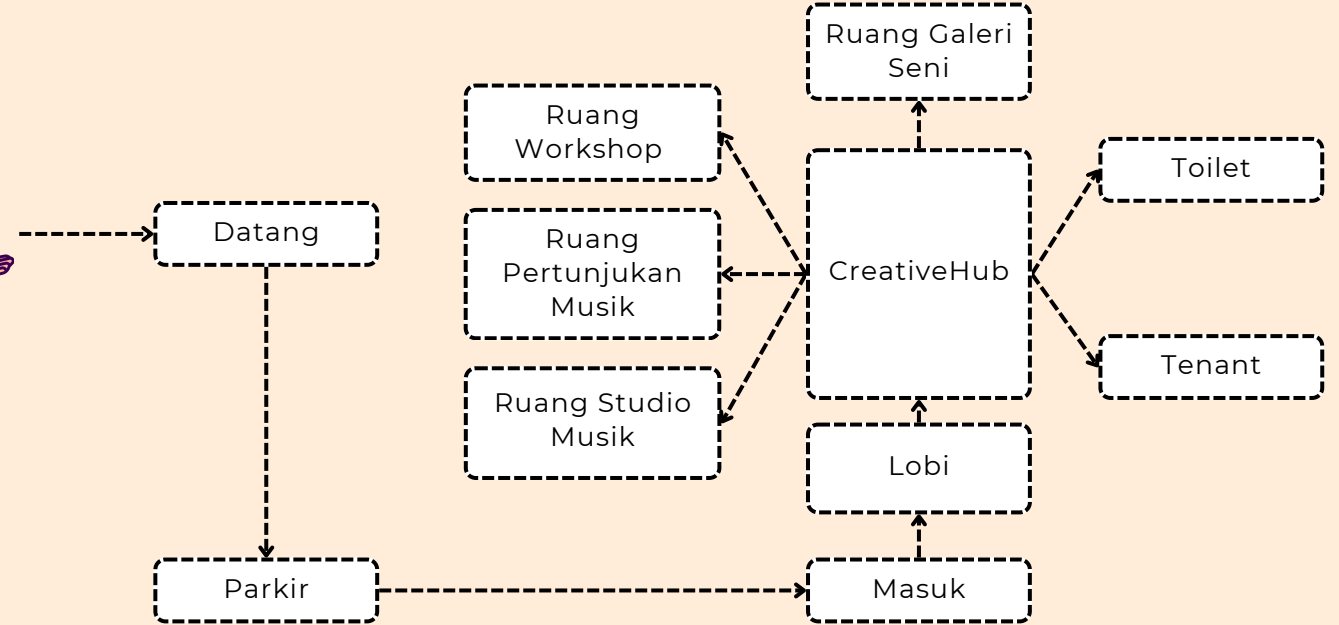 Ruang Galeri
Seni
Ruang
Workshop
Toilet
Datang
Ruang
Pertunjukan
Musik
CreativeHub
Tenant
Ruang Studio
Musik
Lobi
Parkir
Masuk